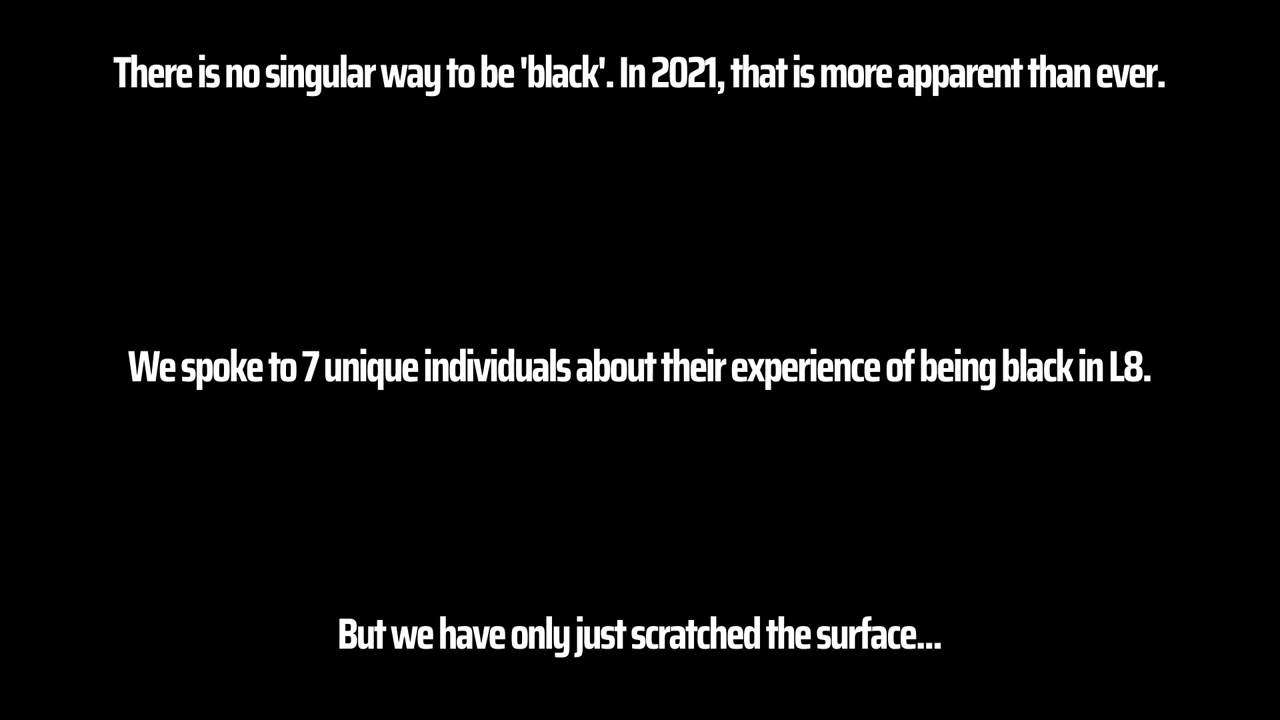 There is no singular way to be 'black'. In 2021, that is more apparent than ever.
We spoke to 7 unique individuals about their experience of being black in L8.
But we have only just scratched the surface...